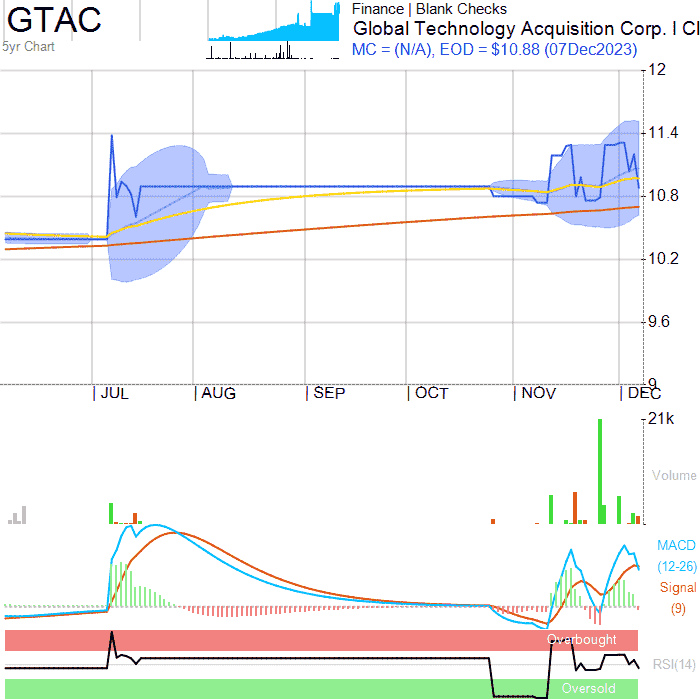 GTAC
5yr Chart
Finance | Blank Checks
Global Technology Acquisition Corp. I Cl
MC = (N/A), EOD = $10.88 (07Dec2023)
12
11.4
10.8
10.2
9.6
9
JUL
AUG
SEP
OCT
NOV
DEC
21k
Volume
MACD
(12-26)
Signal
(9)
Overbought
RSI(14)
Oversold